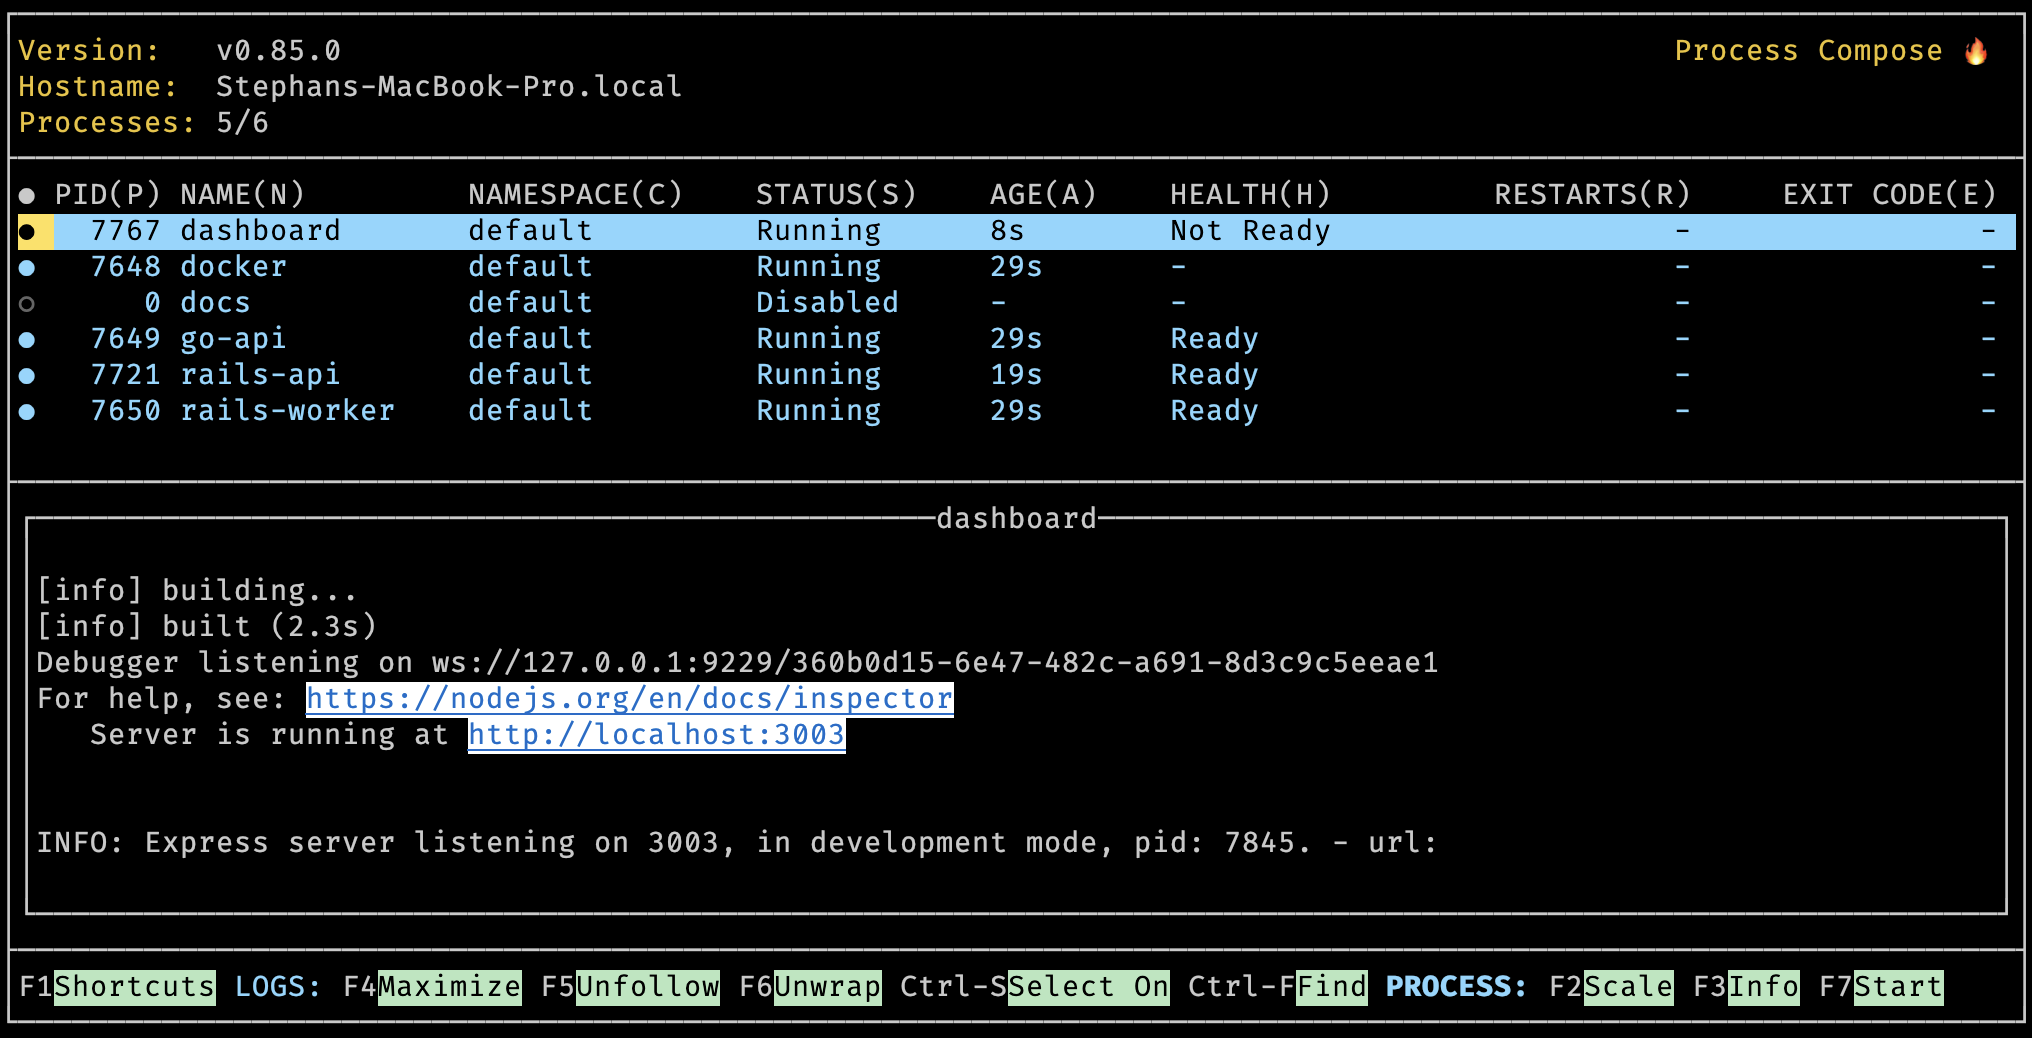 Version: v0.85.0 Process Compose 🔥
Hostname: Stephans-MacBook-Pro.local
Processes: 5/6
● PID(P) NAME(N) NAMESPACE(C) STATUS(S) AGE(A) HEALTH(H) RESTARTS(R) EXIT CODE(E)
● 7767 dashboard default Running 8s Not Ready - -
● 7648 docker default Running 29s - - -
○ 0 docs default Disabled - - - -
● 7649 go-api default Running 29s Ready - -
● 7721 rails-api default Running 19s Ready - -
● 7650 rails-worker default Running 29s Ready - -
dashboard
[info] building...
[info] built (2.3s)
Debugger listening on ws://127.0.0.1:9229/360b0d15-6e47-482c-a691-8d3c9c5eeae1
For help, see: https://nodejs.org/en/docs/inspector
Server is running at http://localhost:3003
INFO: Express server listening on 3003, in development mode, pid: 7845. - url:
F1Shortcuts LOGS: F4Maximize F5Unfollow F6Unwrap Ctrl-SSelect On Ctrl-FFind PROCESS: F2Scale F3Info F7Start